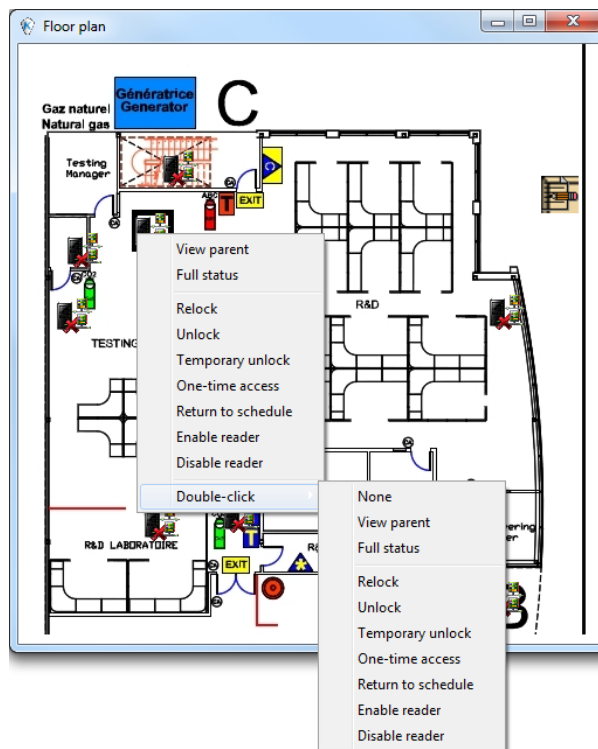 Floor plan
Génératrice
Generator
C
Gaz naturel
Natural gas
Testing
Manager
ABC
T
EXIT
CO2
View parent
Full status
Relock
Unlock
Temporary unlock
One-time access
Return to schedule
Enable reader
Disable reader
Double-click
R&D
TESTING
None
View parent
Full status
Relock
Unlock
Temporary unlock
One-time access
Return to schedule
Enable reader
Disable reader
R&D LABORATOIRE
EXIT
T
B